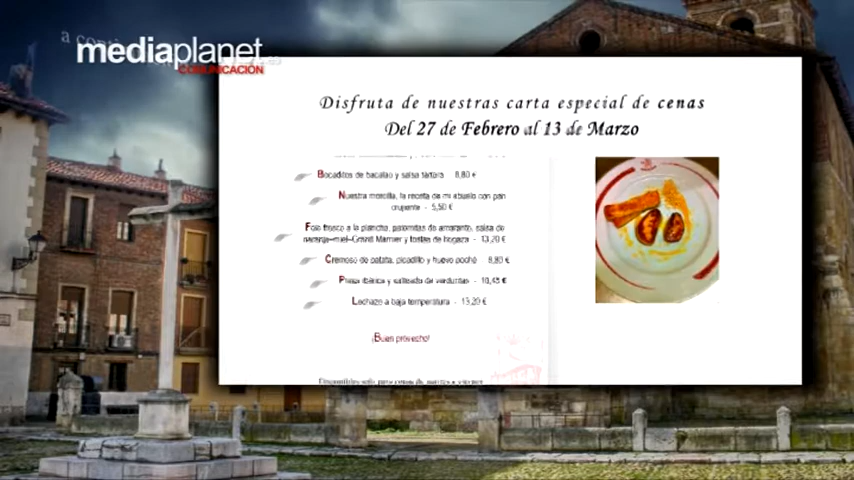 a conti
mediaplanet
COMUNICACIÓN
Disfruta de nuestras carta especial de cenas
Del 27 de Febrero al 13 de Marzo
Bocaditos de bacalao y salsa tártara - 8,80 €
Nuestra morcilla, la receta de mi abuelo con pan
crujiente - 5,50 €
Foie fresco a la plancha, palomitas de amaranto, salsa de
naranja-miel-Grand Marnier y tostas de hogaza - 13,20 €
Cremoso de patata, picadillo y huevo poché - 8,80 €
Presa ibérica y salteado de verduritas - 10,45 €
Lechazo a baja temperatura - 13,20 €
¡Buen provecho!